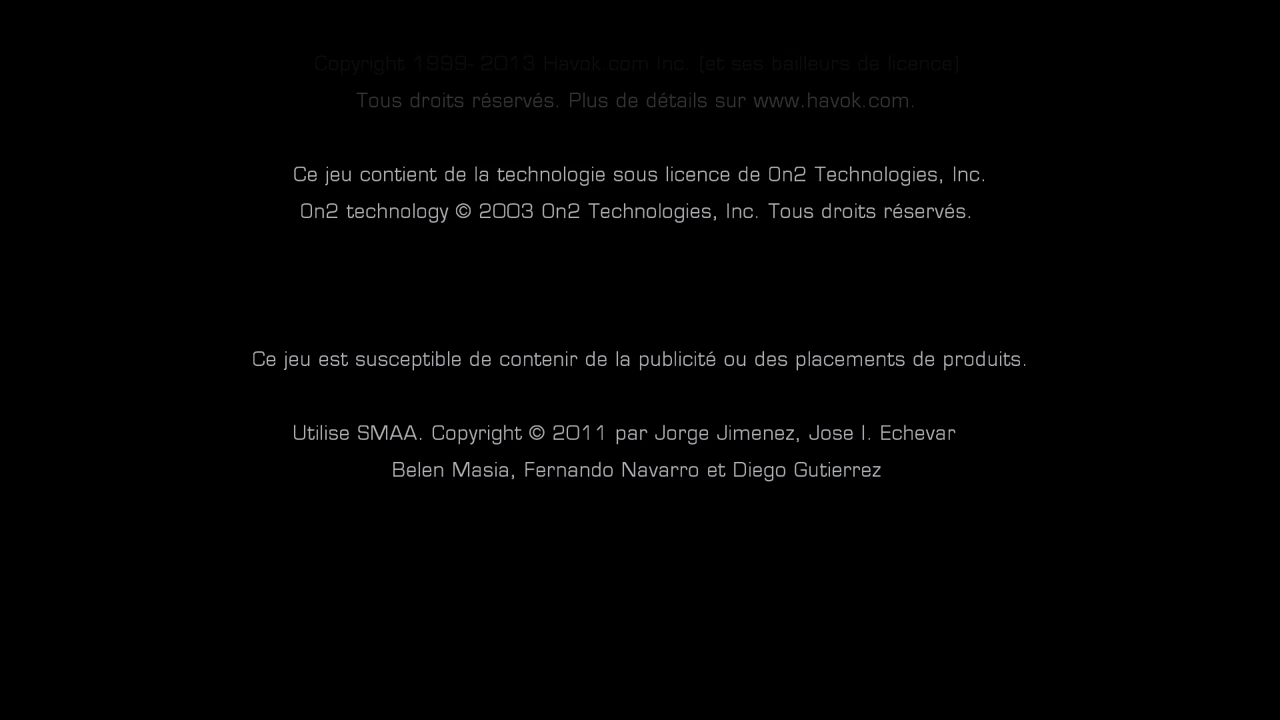 Copyright 1999- 2013 Havok.com Inc. (et ses bailleurs de licence)
Tous droits réservés. Plus de détails sur www.havok.com.
Ce jeu contient de la technologie sous licence de On2 Technologies, Inc.
On2 technology © 2003 On2 Technologies, Inc. Tous droits réservés.
Ce jeu est susceptible de contenir de la publicité ou des placements de produits.
Utilise SMAA. Copyright © 2011 par Jorge Jimenez, Jose I. Echevar
Belen Masia, Fernando Navarro et Diego Gutierrez